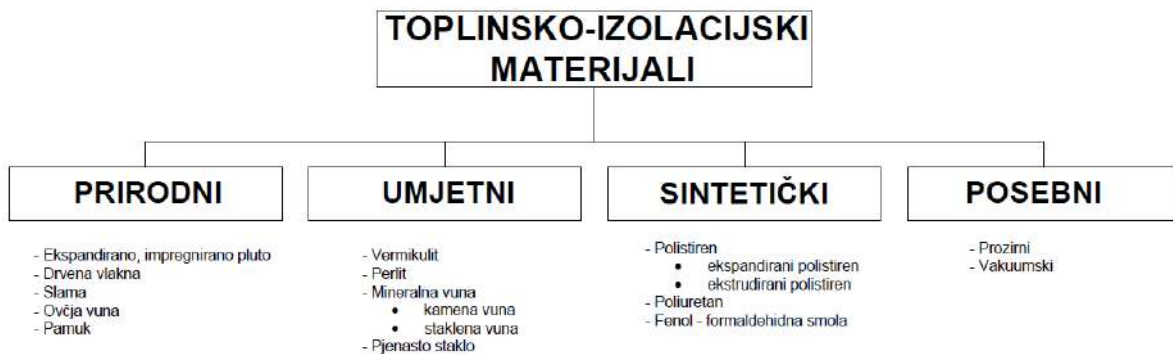 TOPLINSKO-IZOLACIJSKI
MATERIJALI
PRIRODNI
- Ekspandirano, impregnirano pluto
- Drvena vlakna
- Slama
- Ovčja vuna
- Pamuk
UMJETNI
- Vermikulit
- Perlit
- Mineralna vuna
• kamena vuna
• staklena vuna
- Pjenasto staklo
SINTETIČKI
- Polistiren
• ekspandirani polistiren
• ekstrudirani polistiren
- Poliuretan
- Fenol - formaldehidna smola
POSEBNI
- Prozirni
- Vakuumski